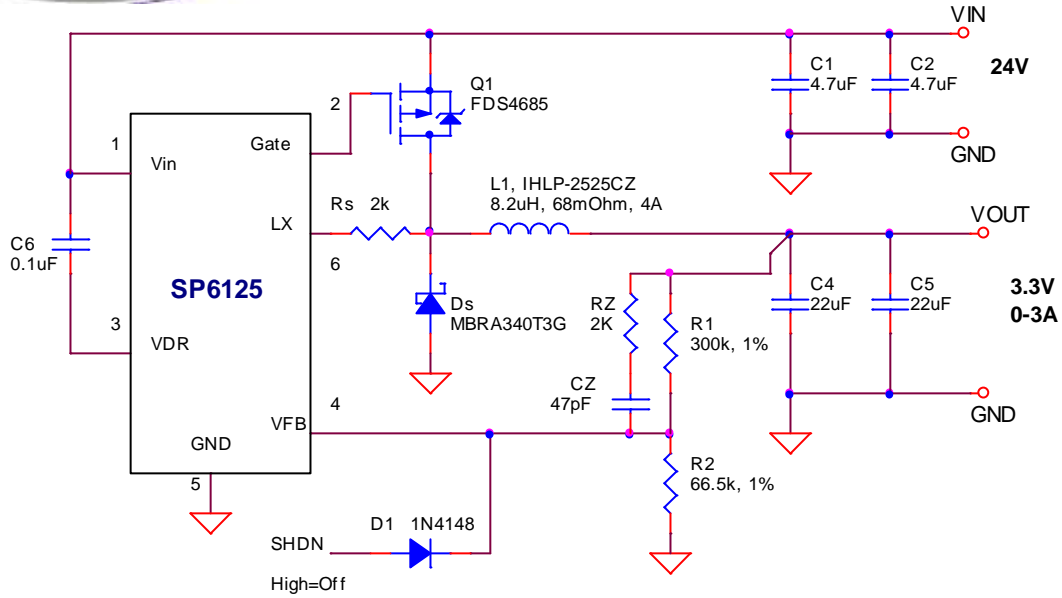 VIN
24V
C1
4.7uF
C2
4.7uF
GND
Q1
FDS4685
2
1
Vin
Gate
L1, IHLP-2525CZ
8.2uH, 68mOhm, 4A
VOUT
Rs 2k
LX
6
C6
0.1uF
SP6125
3.3V
0-3A
C4
22uF
C5
22uF
Ds
MBRA340T3G
RZ
2K
R1
300k, 1%
3
VDR
CZ
47pF
4
VFB
GND
GND
5
R2
66.5k, 1%
D1 1N4148
SHDN
High=Off